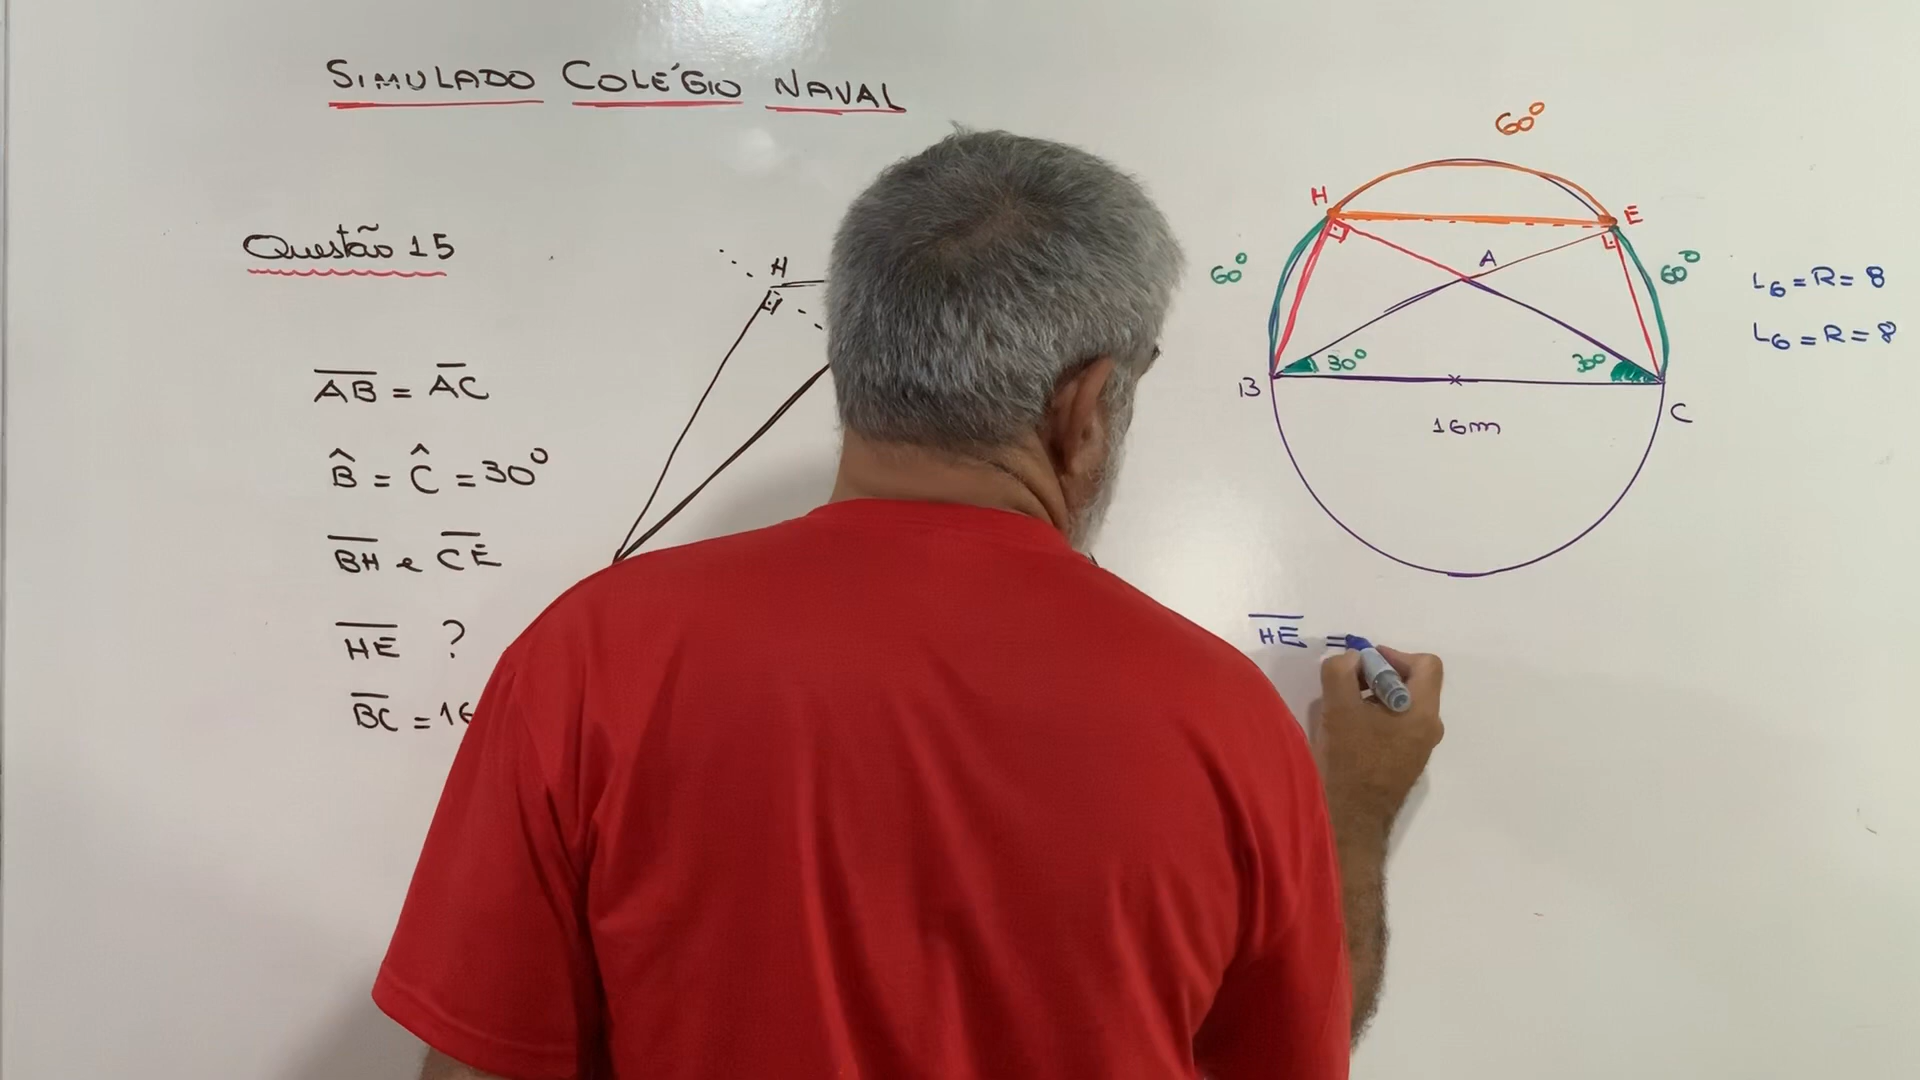 SIMULADO COLÉGIO NAVAL
Questão 15
AB = AC
B̂ = Ĉ = 30°
BH e CE
HE ?
BC = 16
H
60°
H
E
60°
60°
A
B
30°
30°
C
16m
L6 = R = 8
L6 = R = 8
HE =